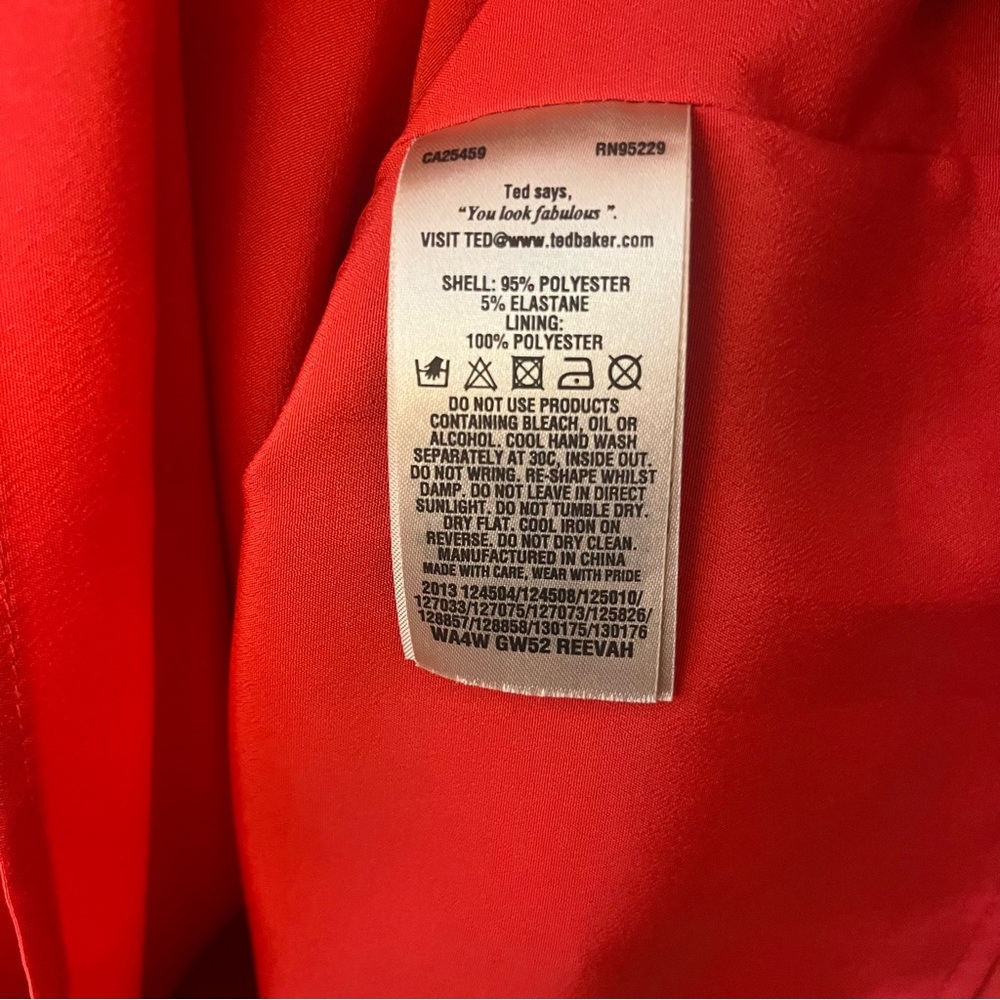 CA25459 RN95229
Ted says,
“You look fabulous ”.
VISIT TED@www.tedbaker.com
SHELL: 95% POLYESTER
5% ELASTANE
LINING:
100% POLYESTER
DO NOT USE PRODUCTS
CONTAINING BLEACH, OIL OR
ALCOHOL. COOL HAND WASH
SEPARATELY AT 30C, INSIDE OUT.
DO NOT WRING. RE-SHAPE WHILST
DAMP. DO NOT LEAVE IN DIRECT
SUNLIGHT. DO NOT TUMBLE DRY.
DRY FLAT. COOL IRON ON
REVERSE. DO NOT DRY CLEAN.
MANUFACTURED IN CHINA
MADE WITH CARE, WEAR WITH PRIDE
2013 124504/124508/125010/
127033/127075/127073/125826/
128857/128858/130175/130176
WA4W GW52 REEVAH